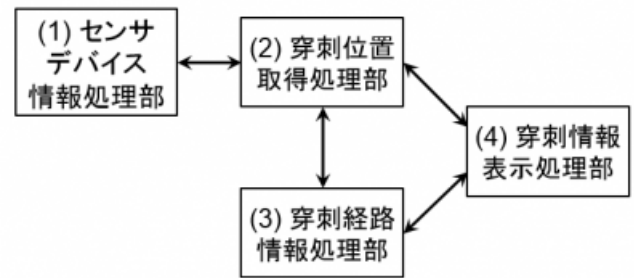 (1) センサ
デバイス
情報処理部
(2) 穿刺位置
取得処理部
(3) 穿刺経路
情報処理部
(4) 穿刺情報
表示処理部